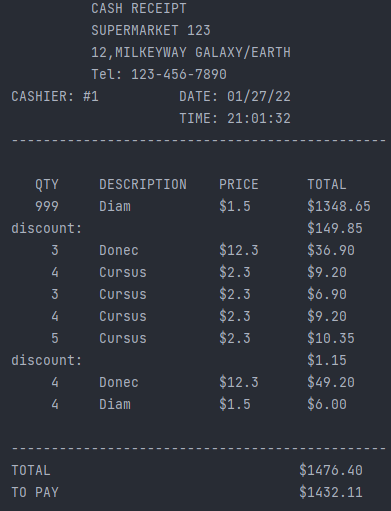 CASH RECEIPT
SUPERMARKET 123
12,MILKEYWAY GALAXY/EARTH
Tel: 123-456-7890
CASHIER: #1 DATE: 01/27/22
TIME: 21:01:32
-----------------------------------------------
QTY DESCRIPTION PRICE TOTAL
999 Diam $1.5 $1348.65
discount: $149.85
3 Donec $12.3 $36.90
4 Cursus $2.3 $9.20
3 Cursus $2.3 $6.90
4 Cursus $2.3 $9.20
5 Cursus $2.3 $10.35
discount: $1.15
4 Donec $12.3 $49.20
4 Diam $1.5 $6.00
-----------------------------------------------
TOTAL $1476.40
TO PAY $1432.11